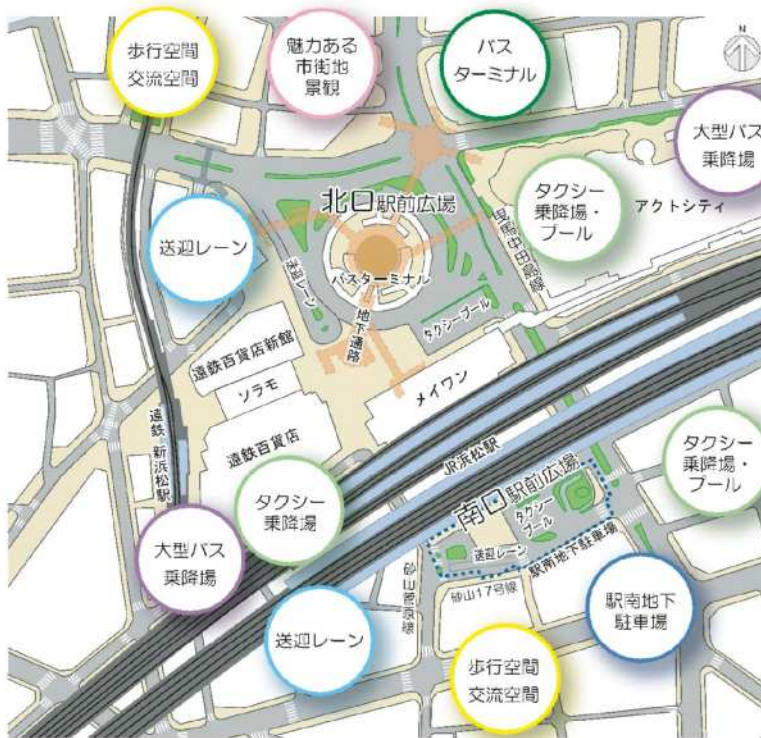 歩行空間
交流空間
魅力ある
市街地
景観
バス
ターミナル
N
大型バス
乗降場
タクシー
乗降場・
プール
アクトシティ
北口駅前広場
送迎レーン
送迎レーン
バスターミナル
地下通路
タクシープール
曳馬中田島線
遠鉄百貨店新館
ソラモ
遠鉄百貨店
メイワン
遠鉄 新浜松駅
JR浜松駅
タクシー
乗降場
南口駅前広場
タクシー
プール
送迎レーン
駅南地下駐車場
タクシー
乗降場・
プール
大型バス
乗降場
砂山17号線
駅南地下
駐車場
送迎レーン
歩行空間
交流空間